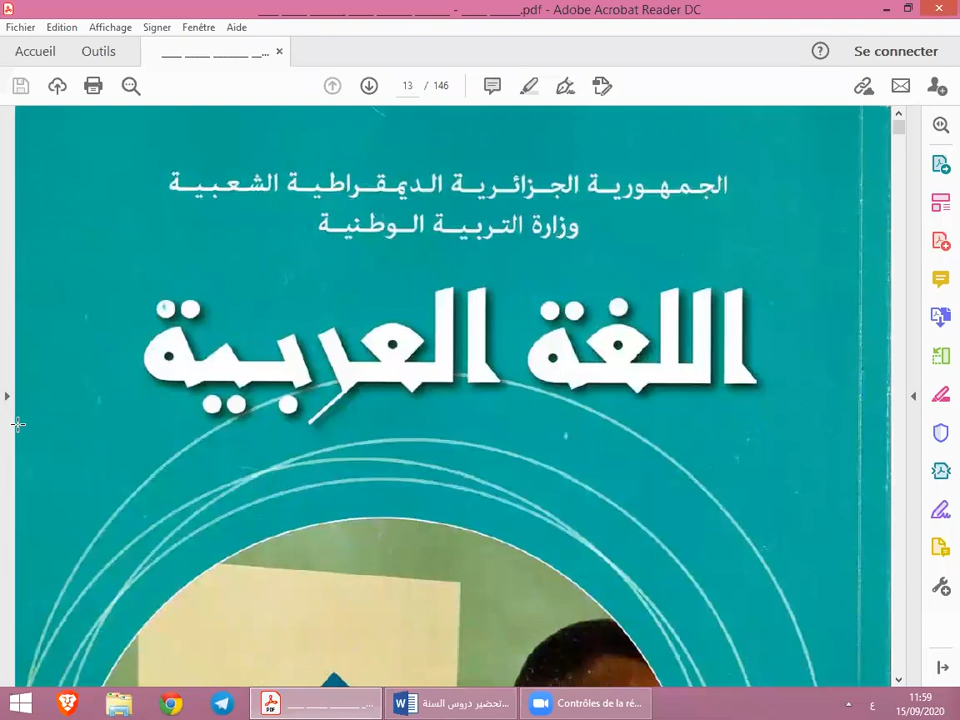 .pdf - Adobe Acrobat Reader DC
Fichier Edition Affichage Signer Fenêtre Aide
Accueil Outils ... Se connecter
13 / 146
الجمهورية الجزائرية الديمقراطية الشعبية
وزارة التربية الوطنية
اللغة العربية
... تحضير دروس السنة... Contrôles de la ré...
ع
11:59
15/09/2020